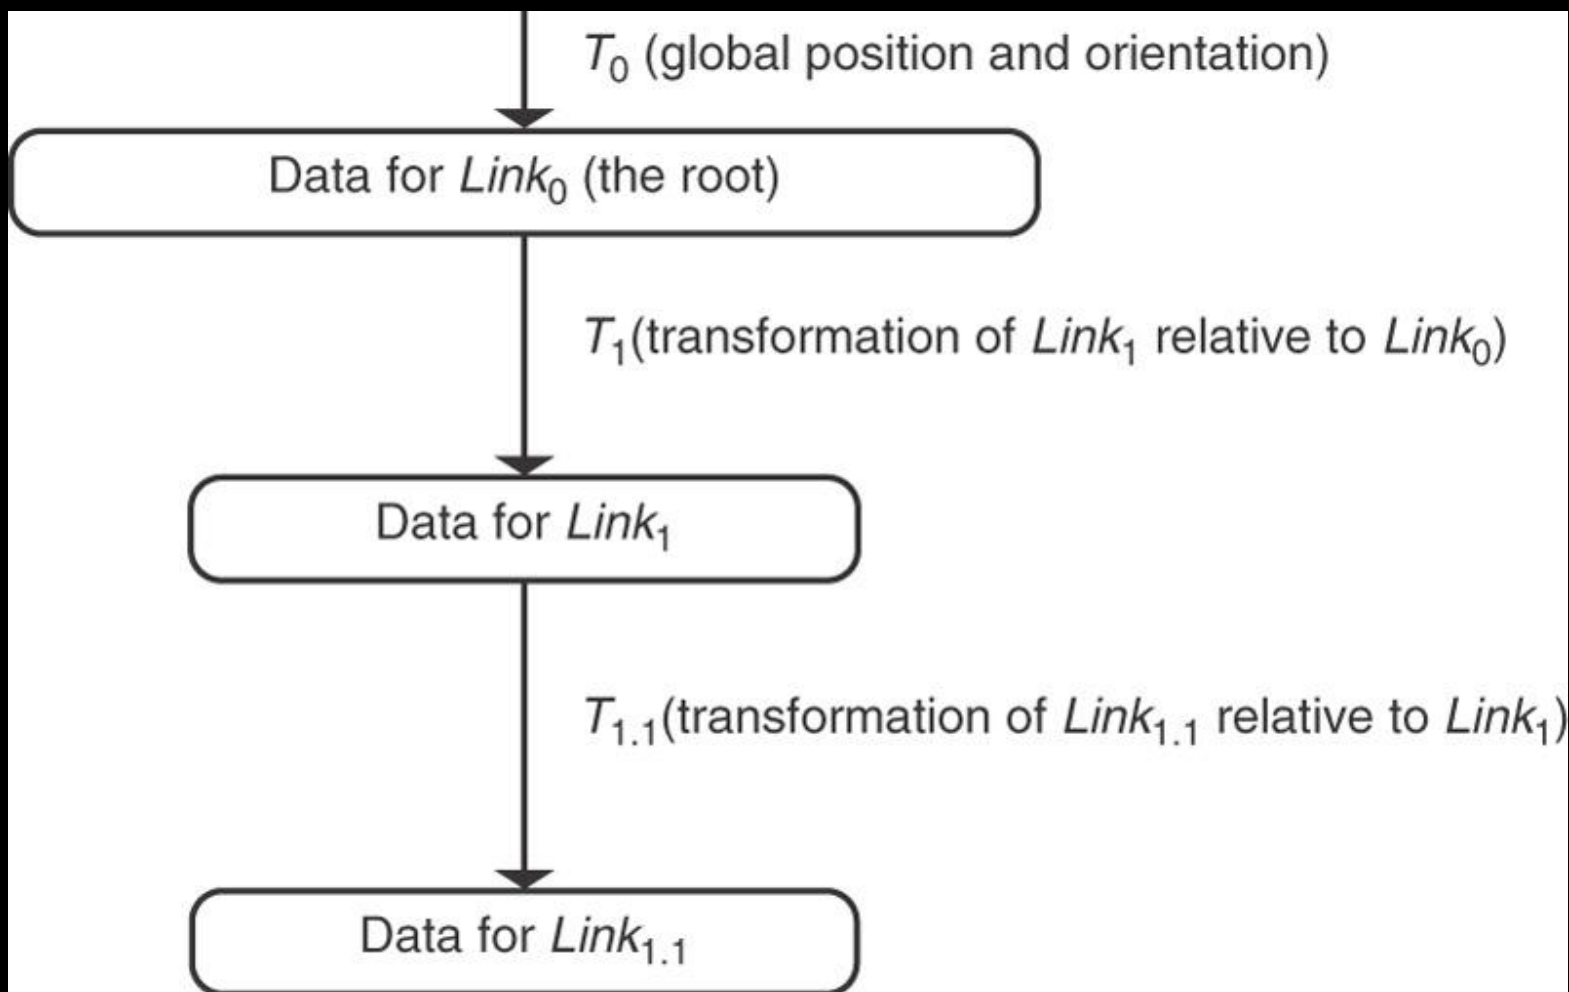 T₀ (global position and orientation)
Data for Link₀ (the root)
T₁(transformation of Link₁ relative to Link₀)
Data for Link₁
T₁.₁(transformation of Link₁.₁ relative to Link₁)
Data for Link₁.₁